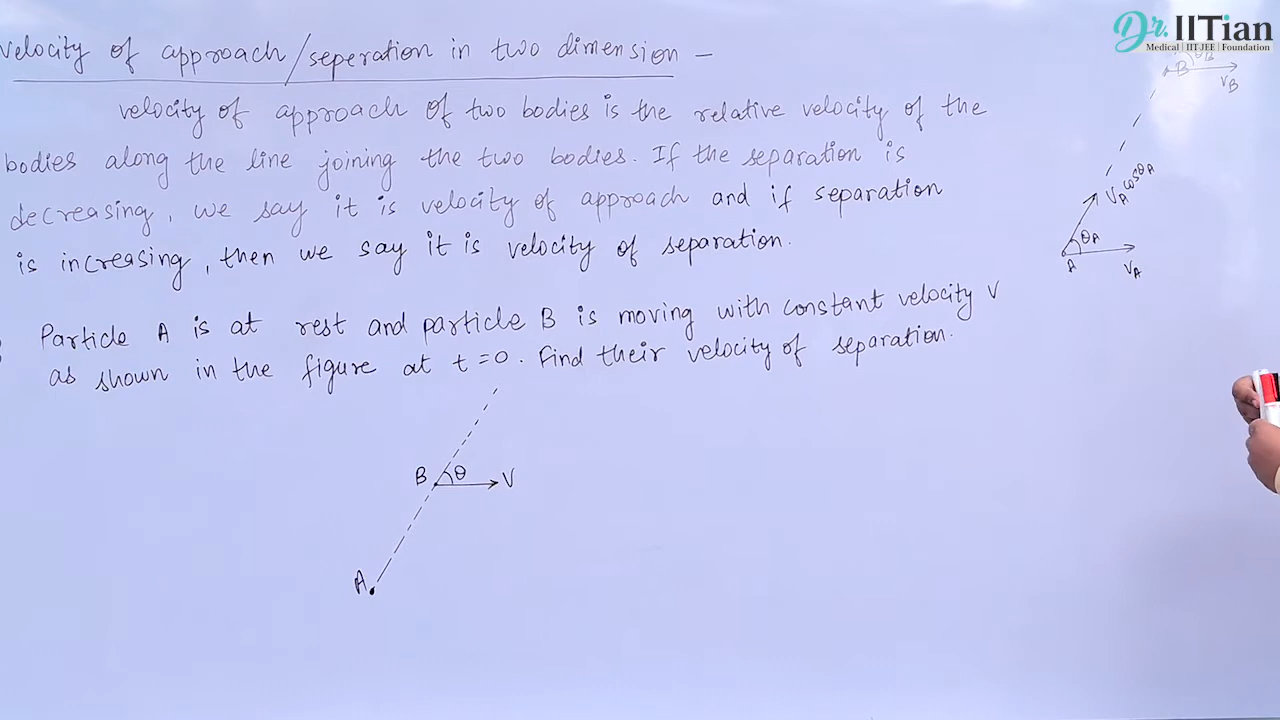 Dr. IITian
Medical | IIT JEE | Foundation
Velocity of approach/seperation in two dimension -
velocity of approach of two bodies is the relative velocity of the
bodies along the line joining the two bodies. If the separation is
decreasing, we say it is velocity of approach and if separation
is increasing, then we say it is velocity of separation.
B θB
VB
VA cosθA
θA
A VA
Particle A is at rest and particle B is moving with constant velocity v
as shown in the figure at t=0. Find their velocity of separation.
B θ V
A